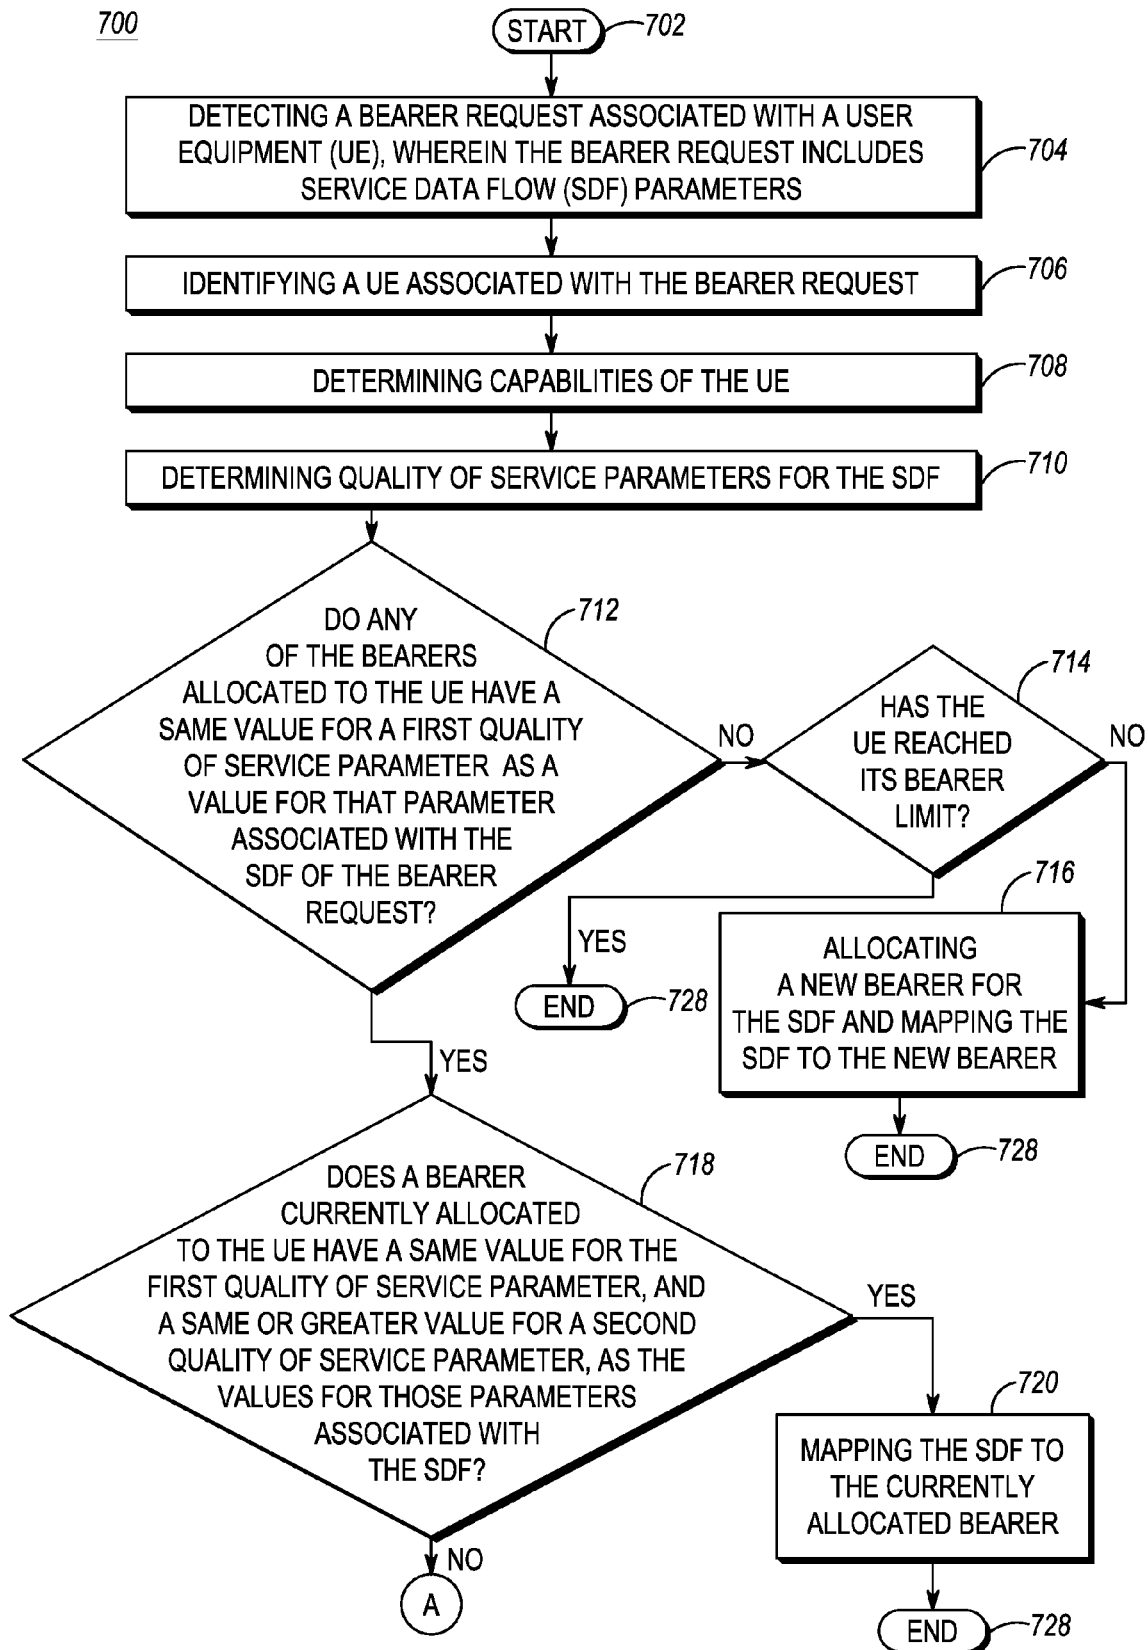 700
START
702
DETECTING A BEARER REQUEST ASSOCIATED WITH A USER
EQUIPMENT (UE), WHEREIN THE BEARER REQUEST INCLUDES
SERVICE DATA FLOW (SDF) PARAMETERS
704
IDENTIFYING A UE ASSOCIATED WITH THE BEARER REQUEST
706
DETERMINING CAPABILITIES OF THE UE
708
DETERMINING QUALITY OF SERVICE PARAMETERS FOR THE SDF
710
DO ANY
OF THE BEARERS
ALLOCATED TO THE UE HAVE A
SAME VALUE FOR A FIRST QUALITY
OF SERVICE PARAMETER AS A
VALUE FOR THAT PARAMETER
ASSOCIATED WITH THE
SDF OF THE BEARER
REQUEST?
712
NO
HAS THE
UE REACHED
ITS BEARER
LIMIT?
714
NO
YES
END
728
716
ALLOCATING
A NEW BEARER FOR
THE SDF AND MAPPING THE
SDF TO THE NEW BEARER
END
728
YES
DOES A BEARER
CURRENTLY ALLOCATED
TO THE UE HAVE A SAME VALUE FOR THE
FIRST QUALITY OF SERVICE PARAMETER, AND
A SAME OR GREATER VALUE FOR A SECOND
QUALITY OF SERVICE PARAMETER, AS THE
VALUES FOR THOSE PARAMETERS
ASSOCIATED WITH
THE SDF?
718
YES
720
MAPPING THE SDF TO
THE CURRENTLY
ALLOCATED BEARER
END
728
NO
A